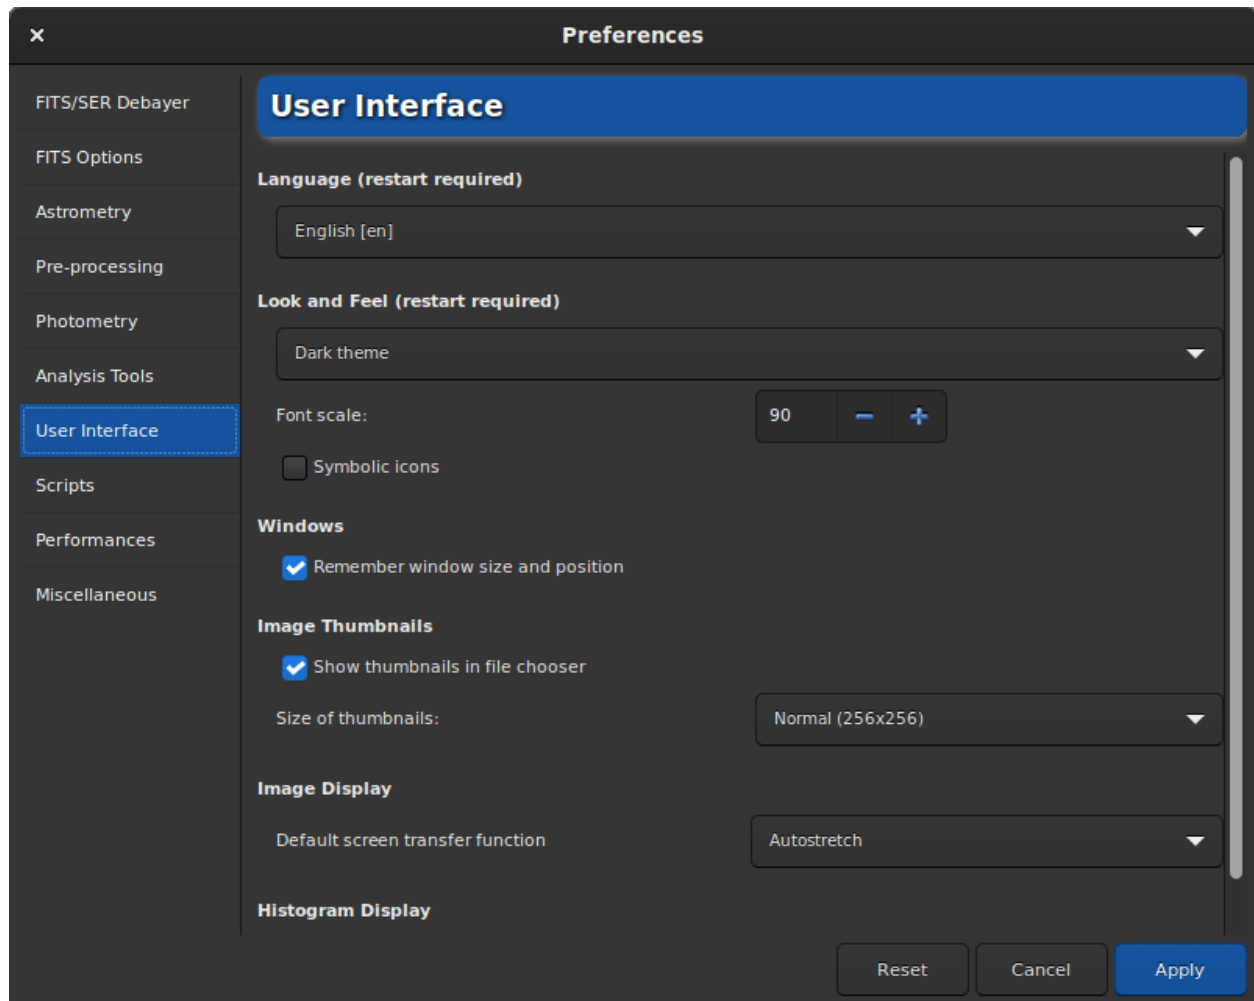 Preferences
FITS/SER Debayer
FITS Options
Astrometry
Pre-processing
Photometry
Analysis Tools
User Interface
Scripts
Performances
Miscellaneous
User Interface
Language (restart required)
English [en]
Look and Feel (restart required)
Dark theme
Font scale: 90
Symbolic icons
Windows
Remember window size and position
Image Thumbnails
Show thumbnails in file chooser
Size of thumbnails: Normal (256x256)
Image Display
Default screen transfer function Autostretch
Histogram Display
Reset Cancel Apply